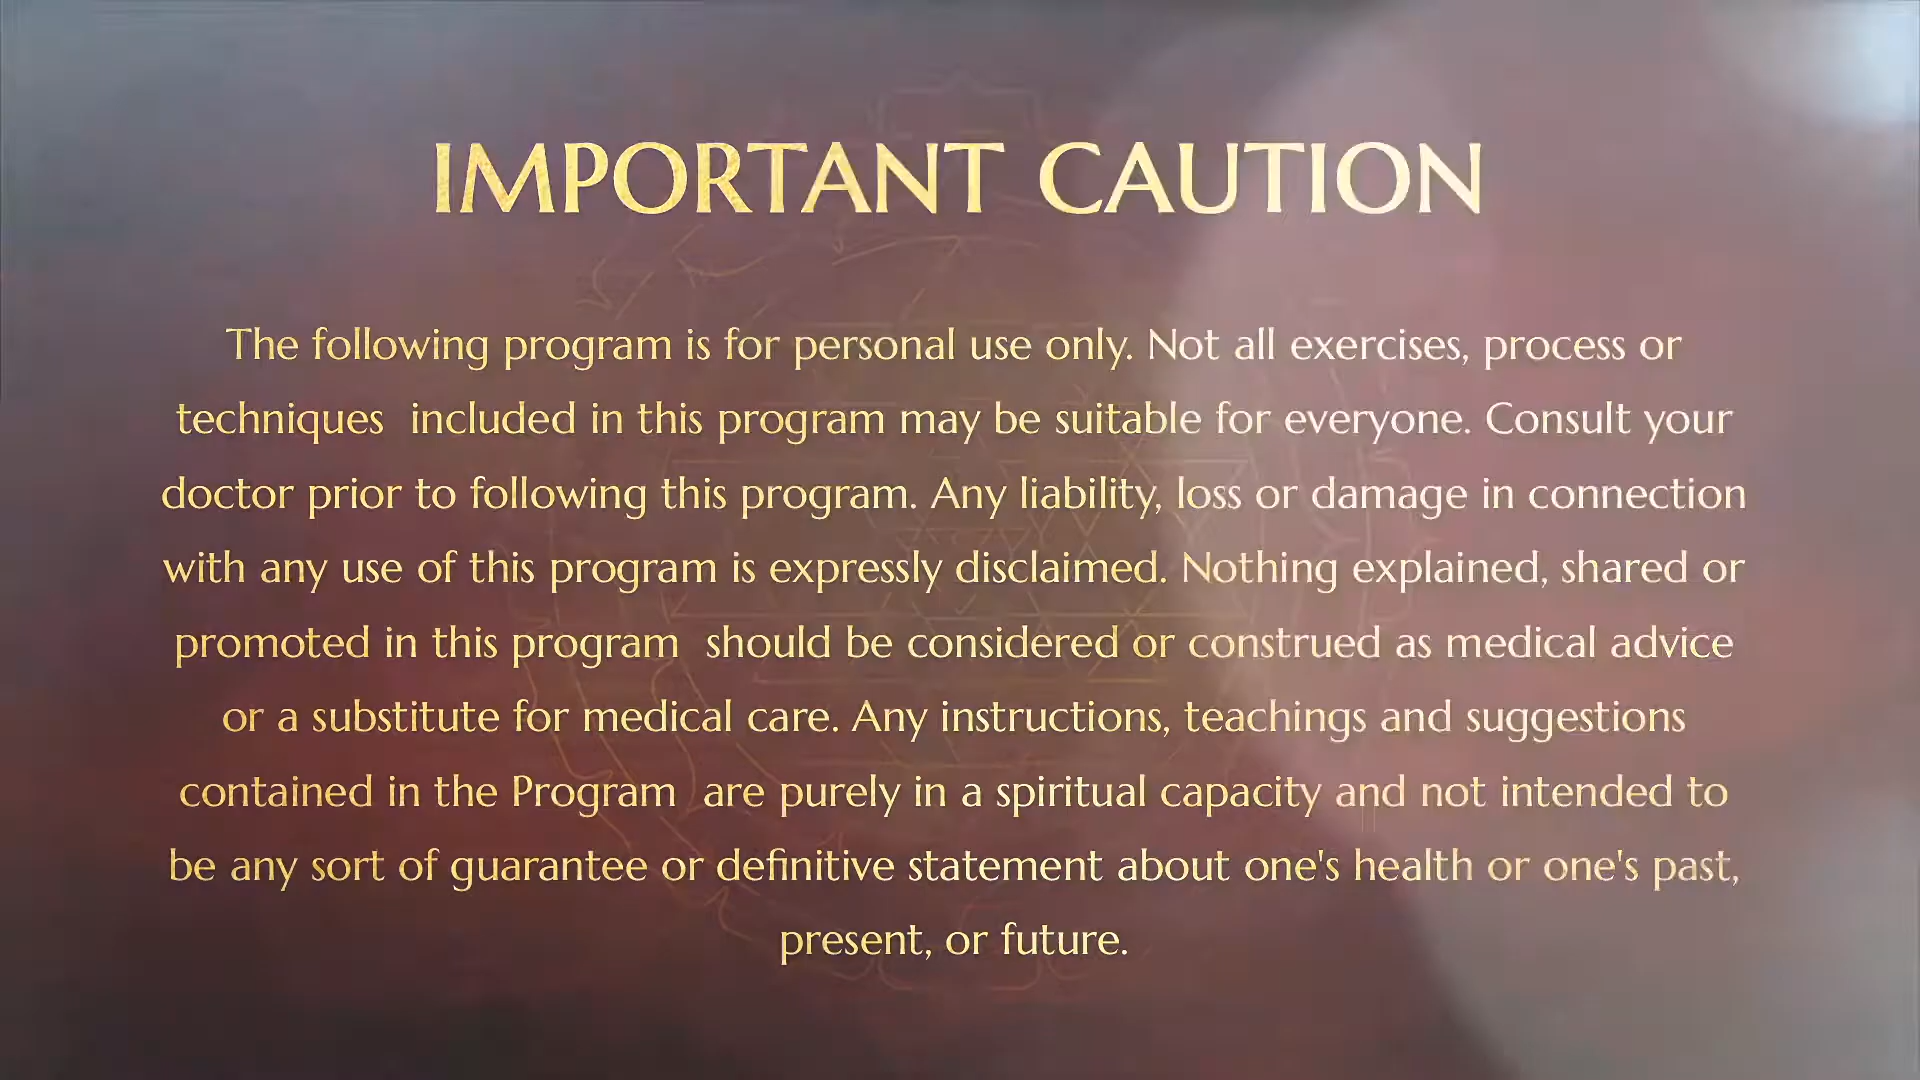 IMPORTANT CAUTION
The following program is for personal use only. Not all exercises, process or
techniques  included in this program may be suitable for everyone. Consult your
doctor prior to following this program. Any liability, loss or damage in connection
with any use of this program is expressly disclaimed. Nothing explained, shared or
promoted in this program  should be considered or construed as medical advice
or a substitute for medical care. Any instructions, teachings and suggestions
contained in the Program  are purely in a spiritual capacity and not intended to
be any sort of guarantee or definitive statement about one's health or one's past,
present, or future.